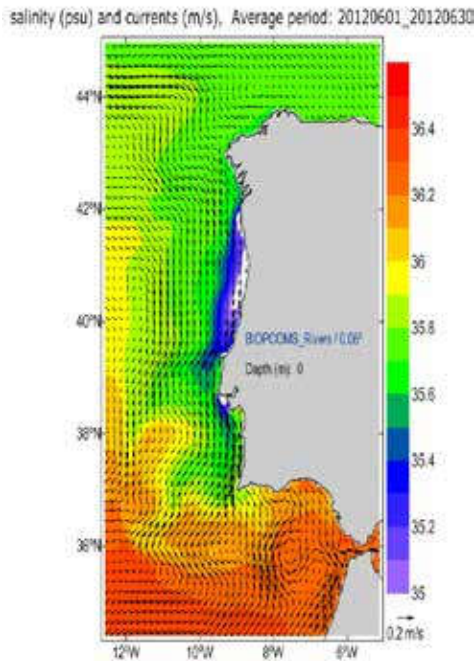 salinity (psu) and currents (m/s), Average period: 20120601_20120630
44°N
42°N
40°N
38°N
36°N
12°W
10°W
8°W
6°W
BIOPCOMS_Rivers / 0.06°
Depth (m): 0
36.4
36.2
36
35.8
35.6
35.4
35.2
35
0.2 m/s